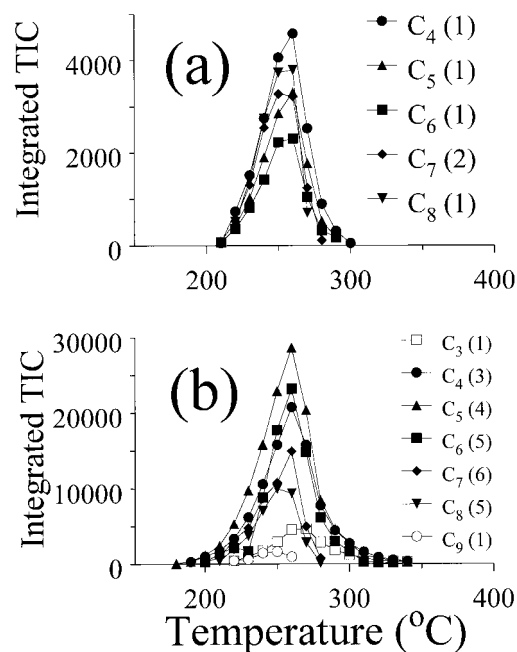 (a)
Integrated TIC
4000
2000
0
200
300
400
C₄ (1)
C₅ (1)
C₆ (1)
C₇ (2)
C₈ (1)
(b)
Integrated TIC
30000
20000
10000
0
200
300
400
C₃ (1)
C₄ (3)
C₅ (4)
C₆ (5)
C₇ (6)
C₈ (5)
C₉ (1)
Temperature (°C)